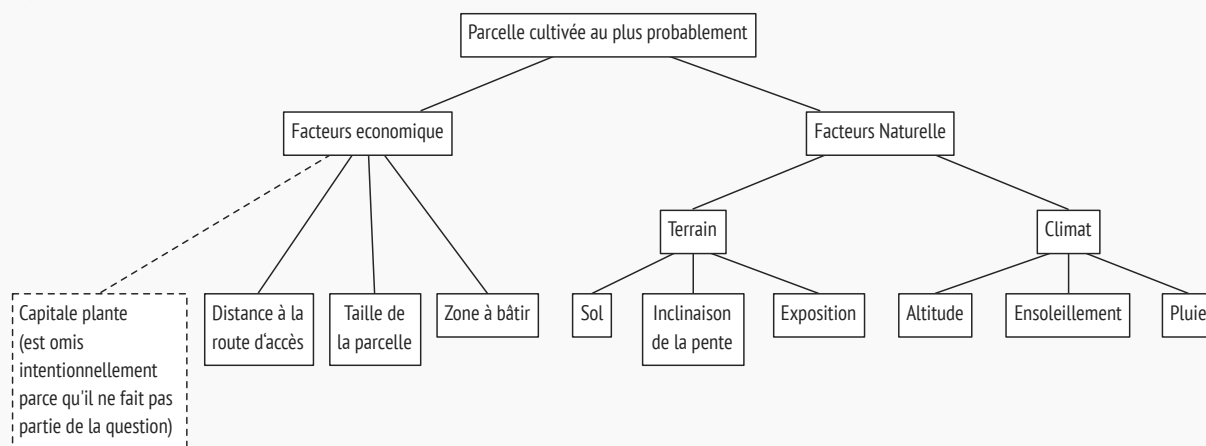 Parcelle cultivée au plus probablement
Facteurs economique
Facteurs Naturelle
Terrain
Climat
Capitale plante
(est omis
intentionnellement
parce qu'il ne fait pas
partie de la question)
Distance à la
route d'accès
Taille de
la parcelle
Zone à bâtir
Sol
Inclinaison
de la pente
Exposition
Altitude
Ensoleillement
Pluie